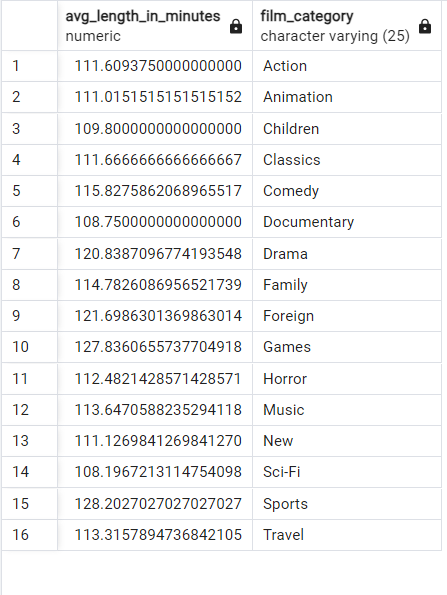 avg_length_in_minutes film_category
numeric character varying (25)
1 111.6093750000000000 Action
2 111.0151515151515152 Animation
3 109.8000000000000000 Children
4 111.6666666666666667 Classics
5 115.8275862068965517 Comedy
6 108.7500000000000000 Documentary
7 120.8387096774193548 Drama
8 114.7826086956521739 Family
9 121.6986301369863014 Foreign
10 127.8360655737704918 Games
11 112.4821428571428571 Horror
12 113.6470588235294118 Music
13 111.1269841269841270 New
14 108.1967213114754098 Sci-Fi
15 128.2027027027027027 Sports
16 113.3157894736842105 Travel